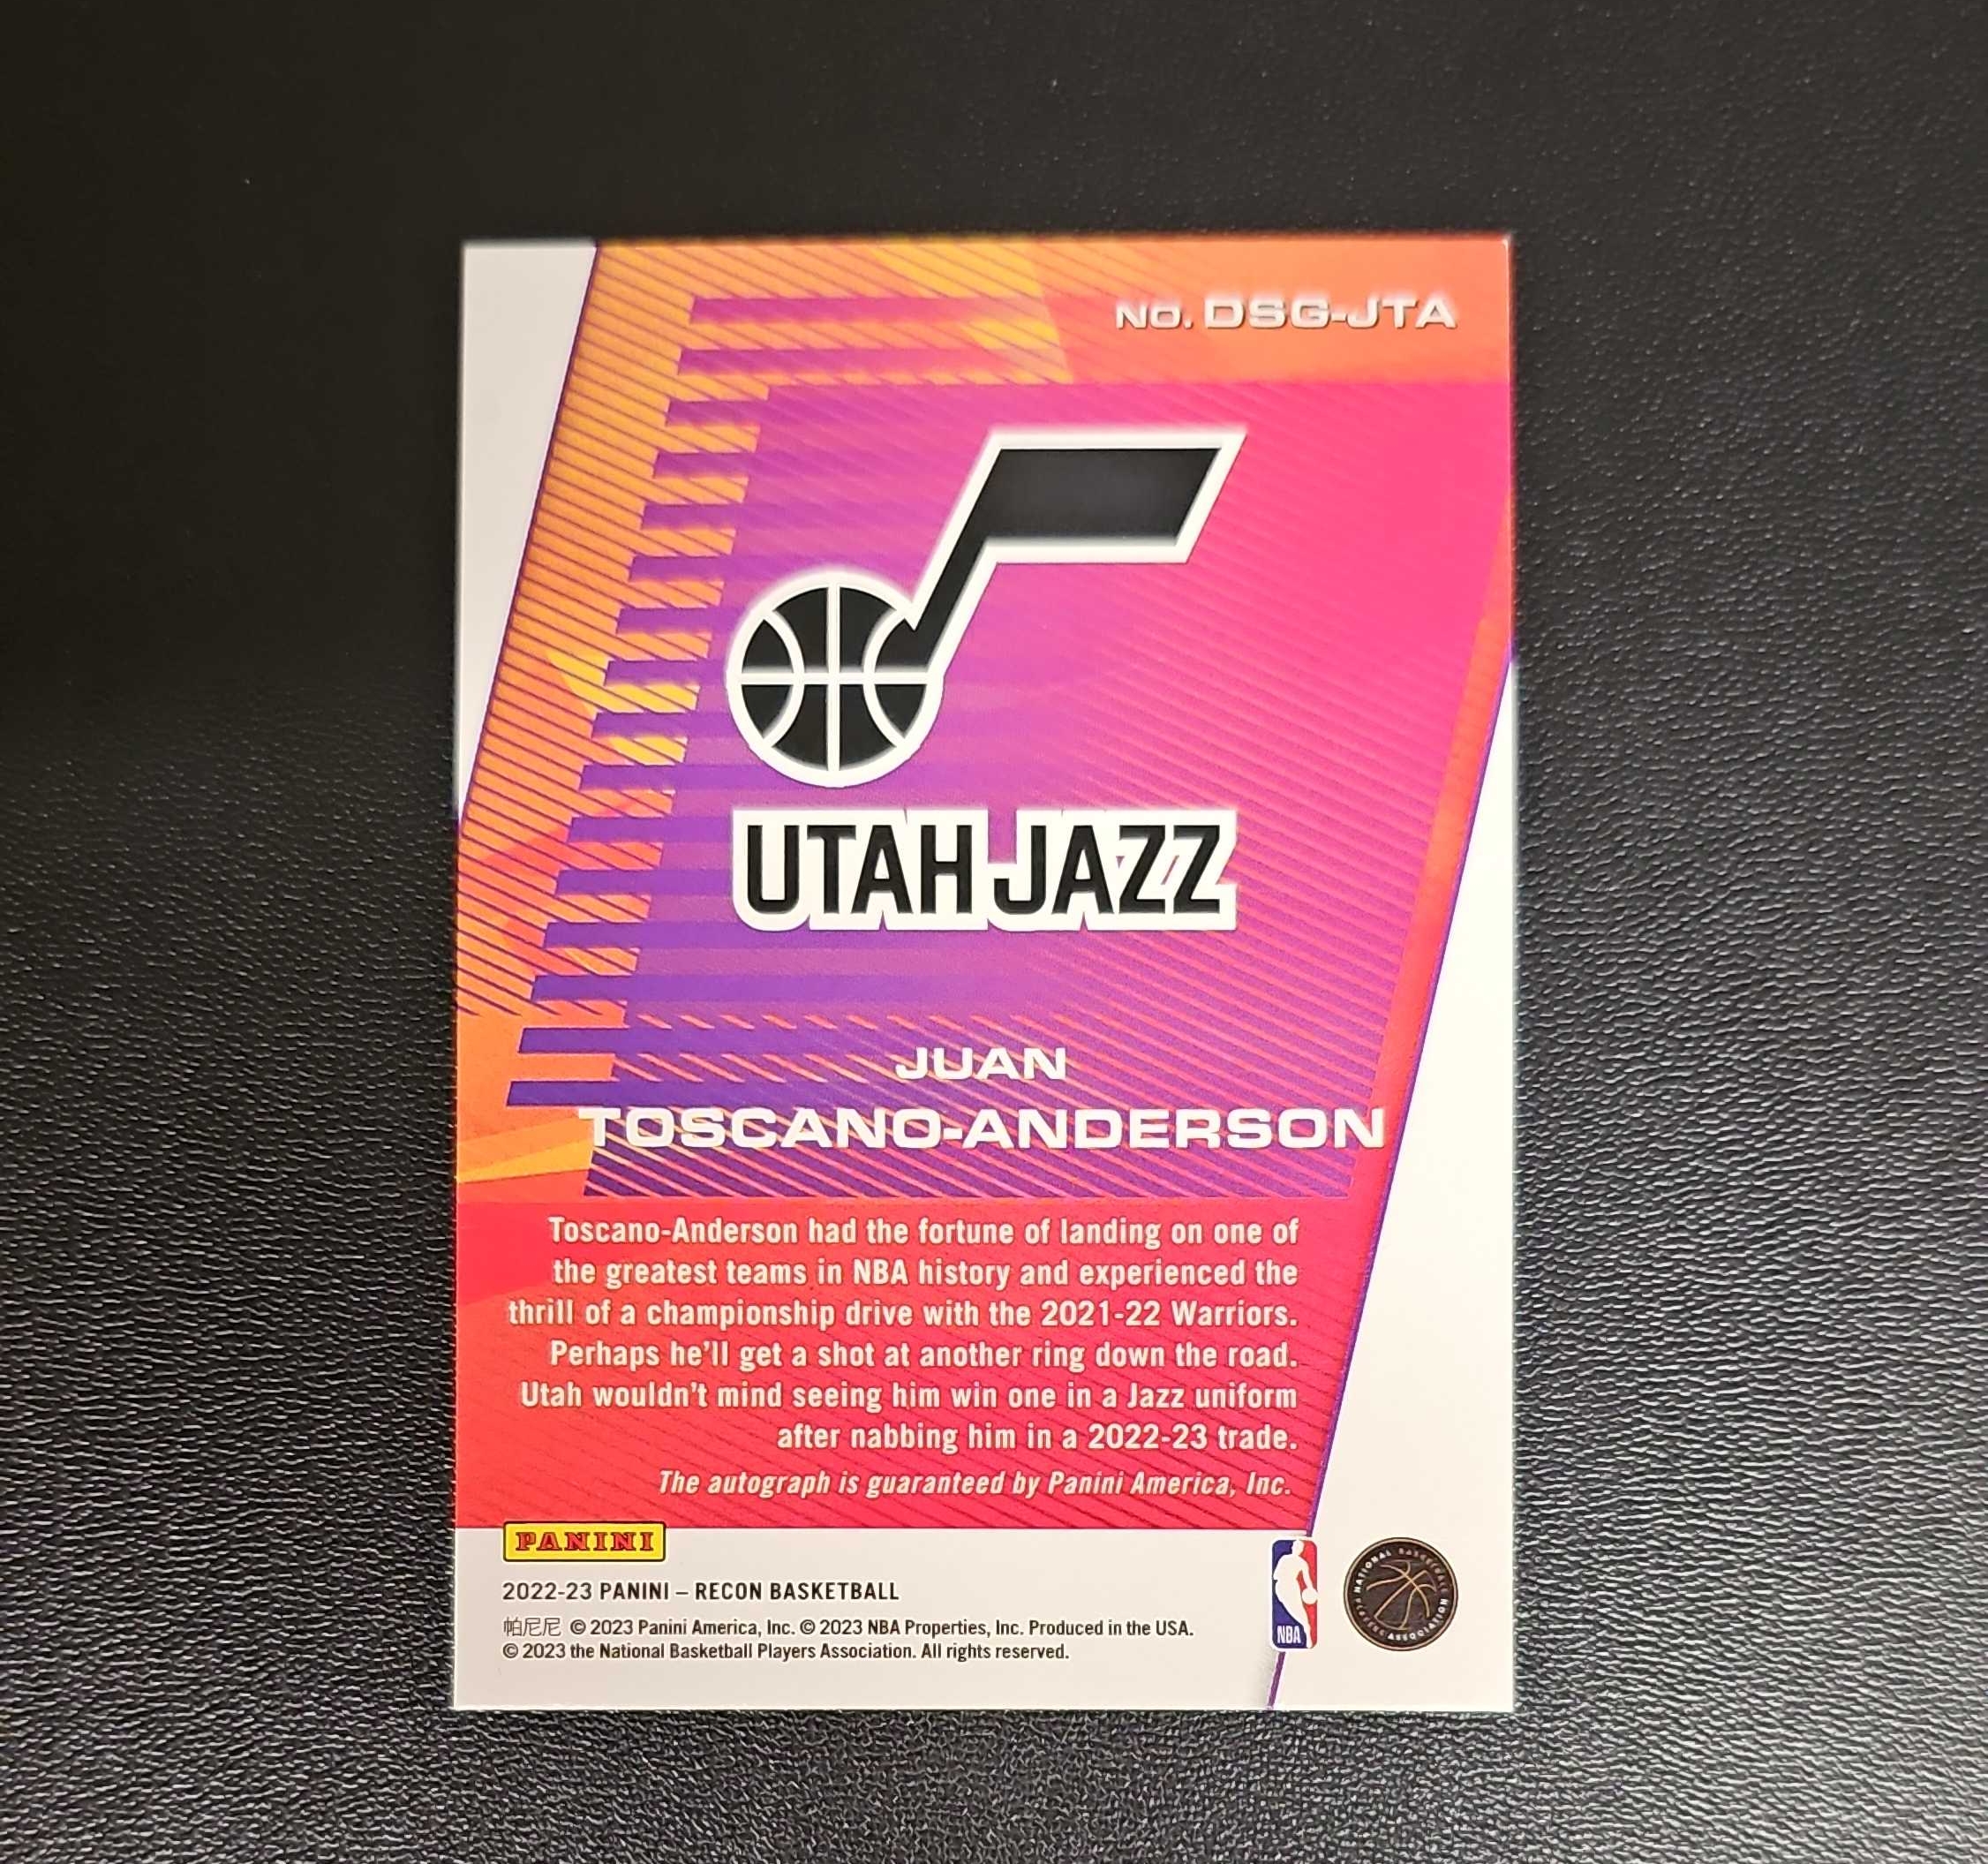 NO. DSG-JTA
UTAH JAZZ
JUAN
TOSCANO-ANDERSON
Toscano-Anderson had the fortune of landing on one of
the greatest teams in NBA history and experienced the
thrill of a championship drive with the 2021-22 Warriors.
Perhaps he'll get a shot at another ring down the road.
Utah wouldn't mind seeing him win one in a Jazz uniform
after nabbing him in a 2022-23 trade.
The autograph is guaranteed by Panini America, Inc.
PANINI
2022-23 PANINI – RECON BASKETBALL
帕尼尼 © 2023 Panini America, Inc. © 2023 NBA Properties, Inc. Produced in the USA.
© 2023 the National Basketball Players Association. All rights reserved.
NBA
NATIONAL BASKETBALL
PLAYERS ASSOCIATION